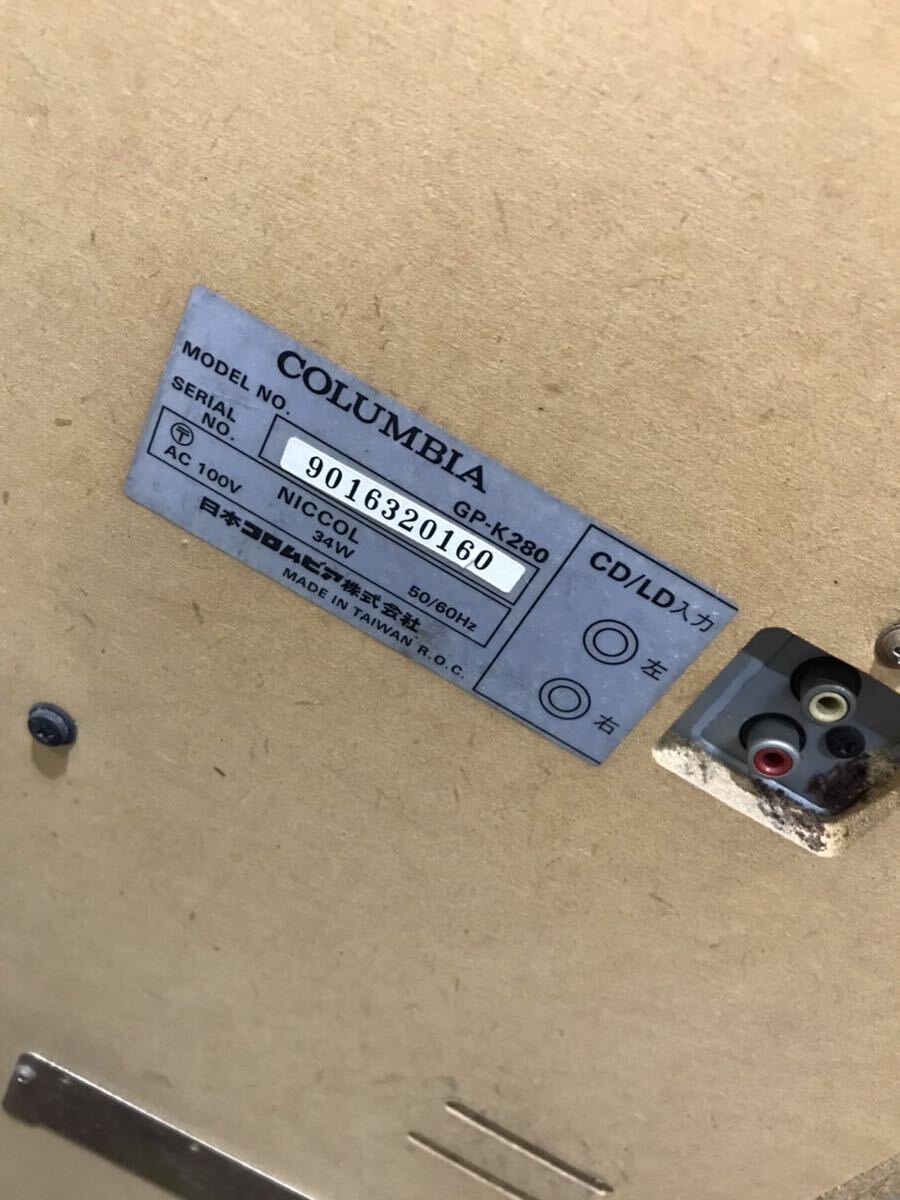 COLUMBIA
MODEL NO. GP-K280
SERIAL NO. 9016320160
〒 NICCOL
AC 100V 34W 50/60Hz
日本コロムビア株式会社
MADE IN TAIWAN R.O.C.
CD/LD入力
左
右